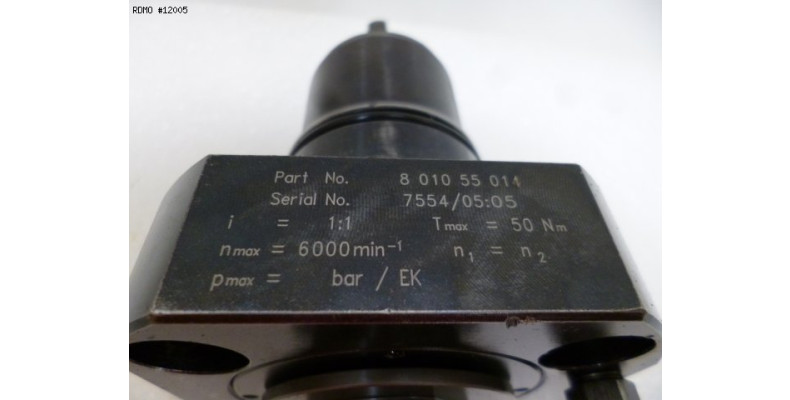 RDMO #12005
Part No. 8 010 55 014
Serial No. 7554/05:05
i = 1:1 Tmax = 50 Nm
nmax = 6000min⁻¹ n₁ = n₂
pmax = bar / EK